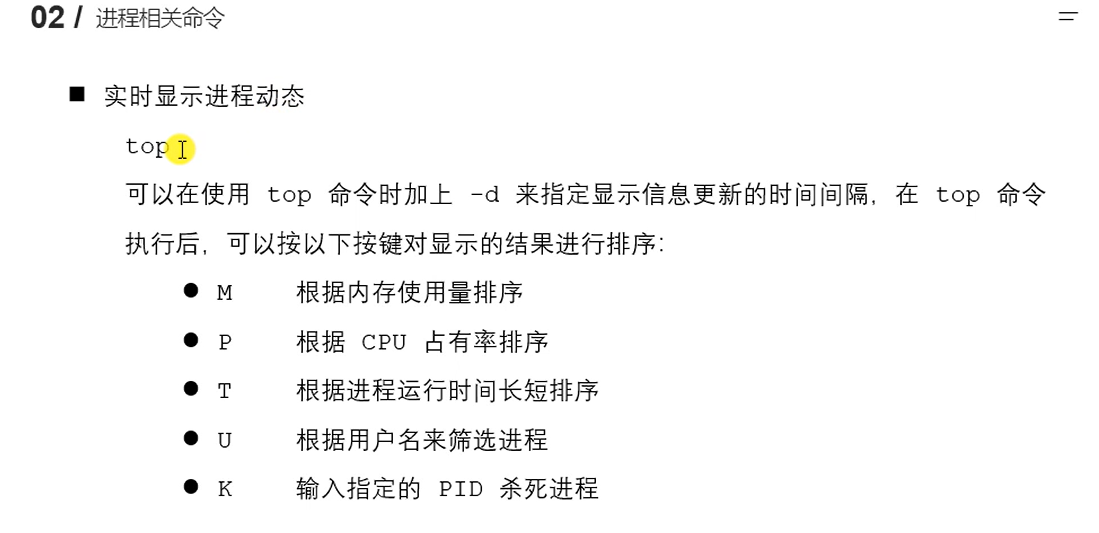 02 / 进程相关命令
■ 实时显示进程动态
top
可以在使用 top 命令时加上 -d 来指定显示信息更新的时间间隔，在 top 命令
执行后，可以按以下按键对显示的结果进行排序：
● M 根据内存使用量排序
● P 根据 CPU 占有率排序
● T 根据进程运行时间长短排序
● U 根据用户名来筛选进程
● K 输入指定的 PID 杀死进程